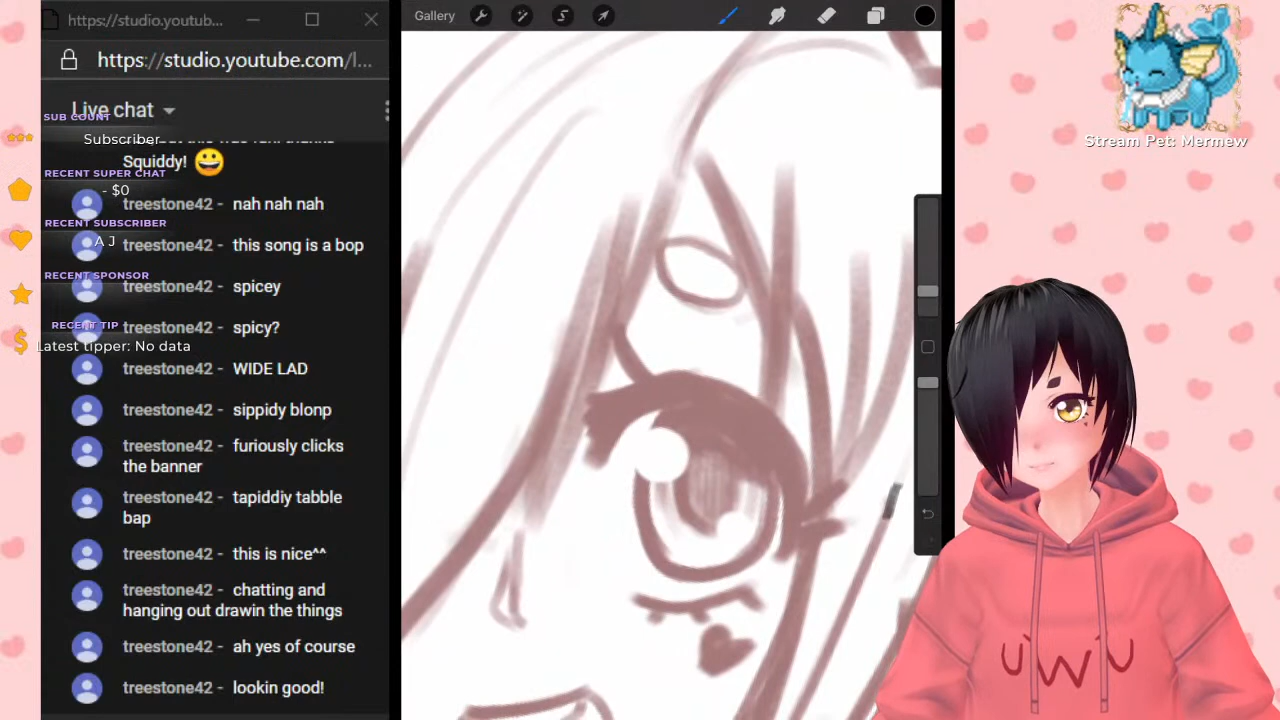 https://studio.youtub...
https://studio.youtube.com/l...
Live chat
SUB COUNT
Subscriber
Squiddy! 😀
RECENT SUPER CHAT
- $0
treestone42 - nah nah nah
RECENT SUBSCRIBER
A J
treestone42 - this song is a bop
RECENT SPONSOR
treestone42 - spicey
RECENT TIP
treestone42 - spicy?
Latest tipper: No data
treestone42 - WIDE LAD
treestone42 - sippidy blonp
treestone42 - furiously clicks
the banner
treestone42 - tapiddiy tabble
bap
treestone42 - this is nice^^
treestone42 - chatting and
hanging out drawin the things
treestone42 - ah yes of course
treestone42 - lookin good!
Gallery
Stream Pet: Mermew
UWU